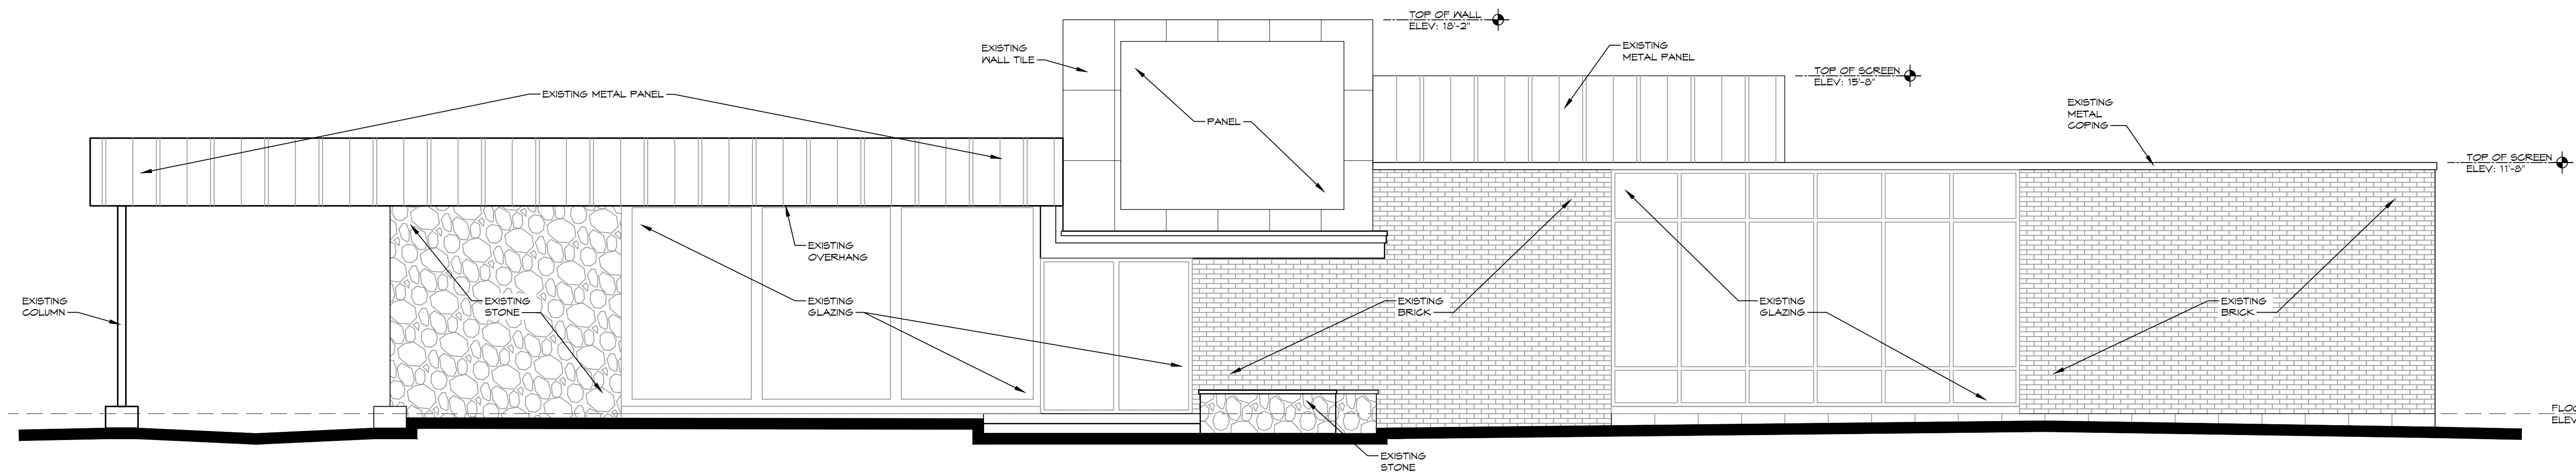 TOP OF WALL
ELEV: 18'-2"
EXISTING
WALL TILE
EXISTING
METAL PANEL
TOP OF SCREEN
ELEV: 15'-8"
EXISTING METAL PANEL
PANEL
EXISTING
METAL
COPING
TOP OF SCREEN
ELEV: 11'-8"
EXISTING
OVERHANG
EXISTING
COLUMN
EXISTING
STONE
EXISTING
GLAZING
EXISTING
BRICK
EXISTING
GLAZING
EXISTING
BRICK
ELEV
EXISTING
STONE